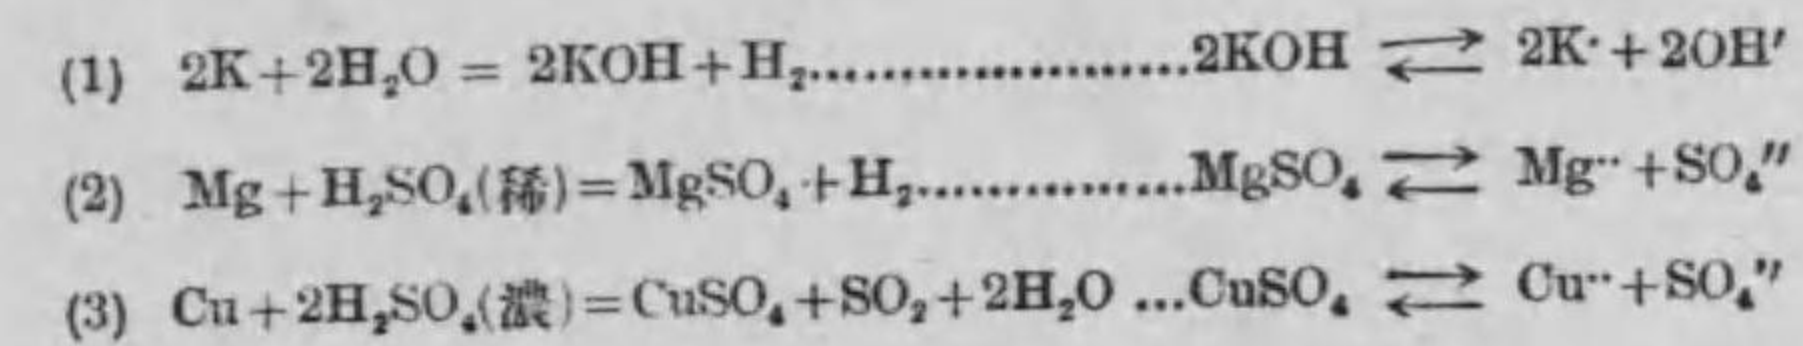 (1) 2K+2H₂O = 2KOH+H₂.....................2KOH ⇄ 2K·+2OH′
(2) Mg+H₂SO₄(稀)=MgSO₄+H₂...............MgSO₄ ⇄ Mg··+SO₄″
(3) Cu+2H₂SO₄(濃)=CuSO₄+SO₂+2H₂O ...CuSO₄ ⇄ Cu··+SO₄″